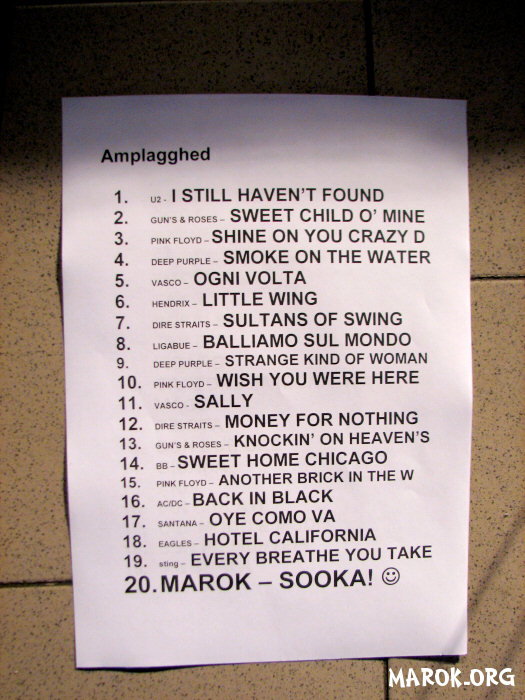 Amplagghed
1. U2 - I STILL HAVEN'T FOUND
2. GUN'S & ROSES – SWEET CHILD O' MINE
3. PINK FLOYD – SHINE ON YOU CRAZY D
4. DEEP PURPLE – SMOKE ON THE WATER
5. VASCO – OGNI VOLTA
6. HENDRIX – LITTLE WING
7. DIRE STRAITS – SULTANS OF SWING
8. LIGABUE – BALLIAMO SUL MONDO
9. DEEP PURPLE – STRANGE KIND OF WOMAN
10. PINK FLOYD – WISH YOU WERE HERE
11. VASCO - SALLY
12. DIRE STRAITS – MONEY FOR NOTHING
13. GUN'S & ROSES – KNOCKIN' ON HEAVEN'S
14. BB – SWEET HOME CHICAGO
15. PINK FLOYD – ANOTHER BRICK IN THE W
16. AC/DC – BACK IN BLACK
17. SANTANA – OYE COMO VA
18. EAGLES – HOTEL CALIFORNIA
19. sting – EVERY BREATHE YOU TAKE
20. MAROK – SOOKA! ☺
MAROK.ORG